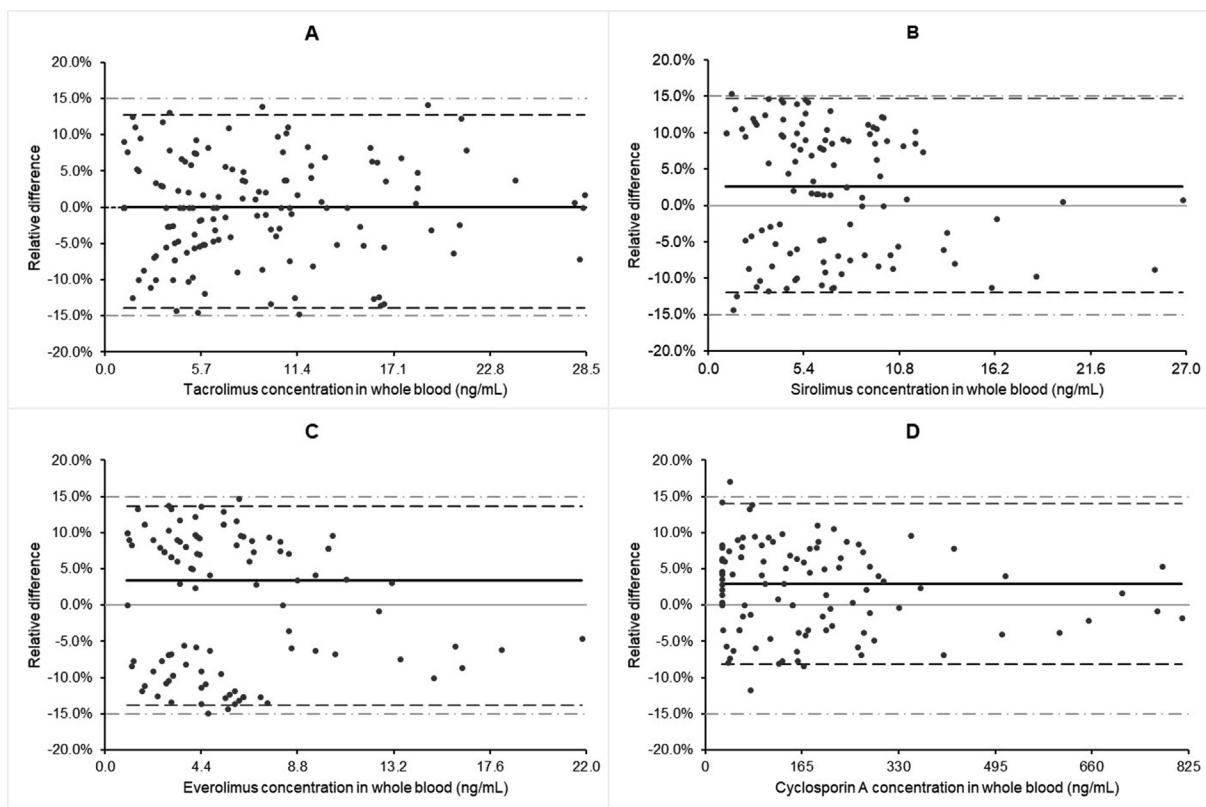 A
20.0%
15.0%
10.0%
5.0%
0.0%
-5.0%
-10.0%
-15.0%
-20.0%
Relative difference
0.0 5.7 11.4 17.1 22.8 28.5
Tacrolimus concentration in whole blood (ng/mL)
B
20.0%
15.0%
10.0%
5.0%
0.0%
-5.0%
-10.0%
-15.0%
-20.0%
Relative difference
0.0 5.4 10.8 16.2 21.6 27.0
Sirolimus concentration in whole blood (ng/mL)
C
20.0%
15.0%
10.0%
5.0%
0.0%
-5.0%
-10.0%
-15.0%
-20.0%
Relative difference
0.0 4.4 8.8 13.2 17.6 22.0
Everolimus concentration in whole blood (ng/mL)
D
20.0%
15.0%
10.0%
5.0%
0.0%
-5.0%
-10.0%
-15.0%
-20.0%
Relative difference
0 165 330 495 660 825
Cyclosporin A concentration in whole blood (ng/mL)